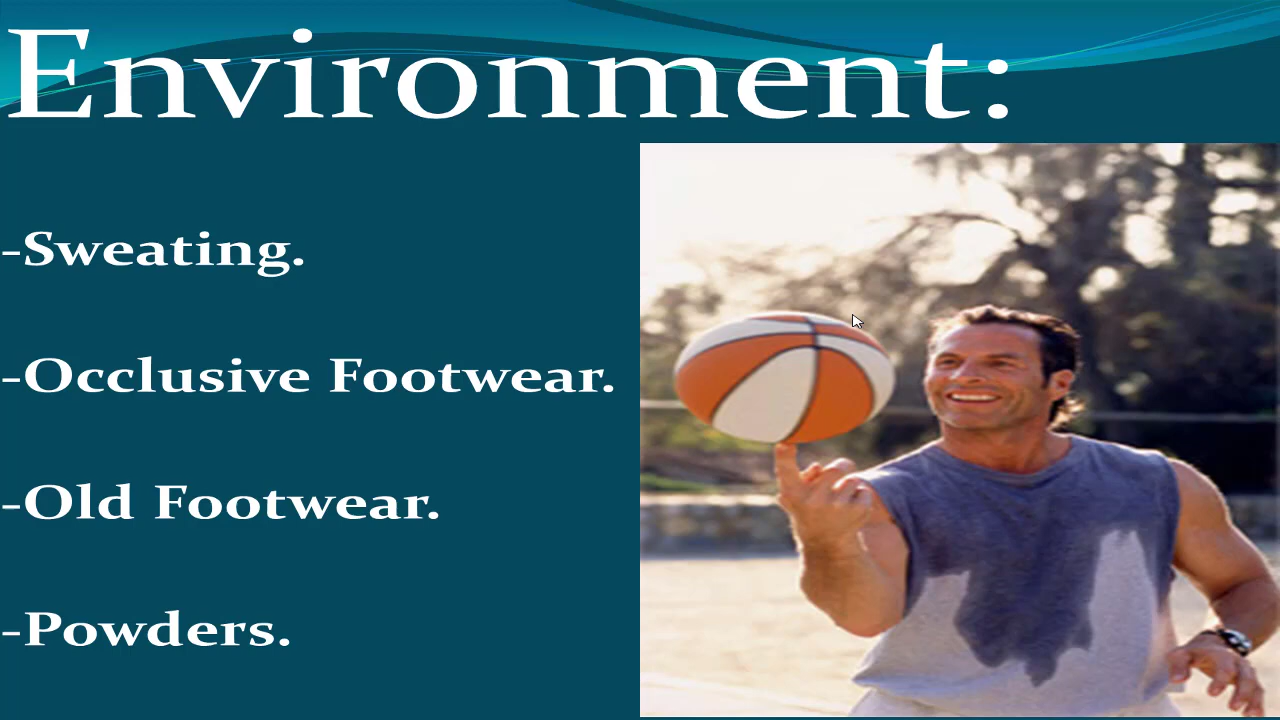 Environment:
-Sweating.
-Occlusive Footwear.
-Old Footwear.
-Powders.